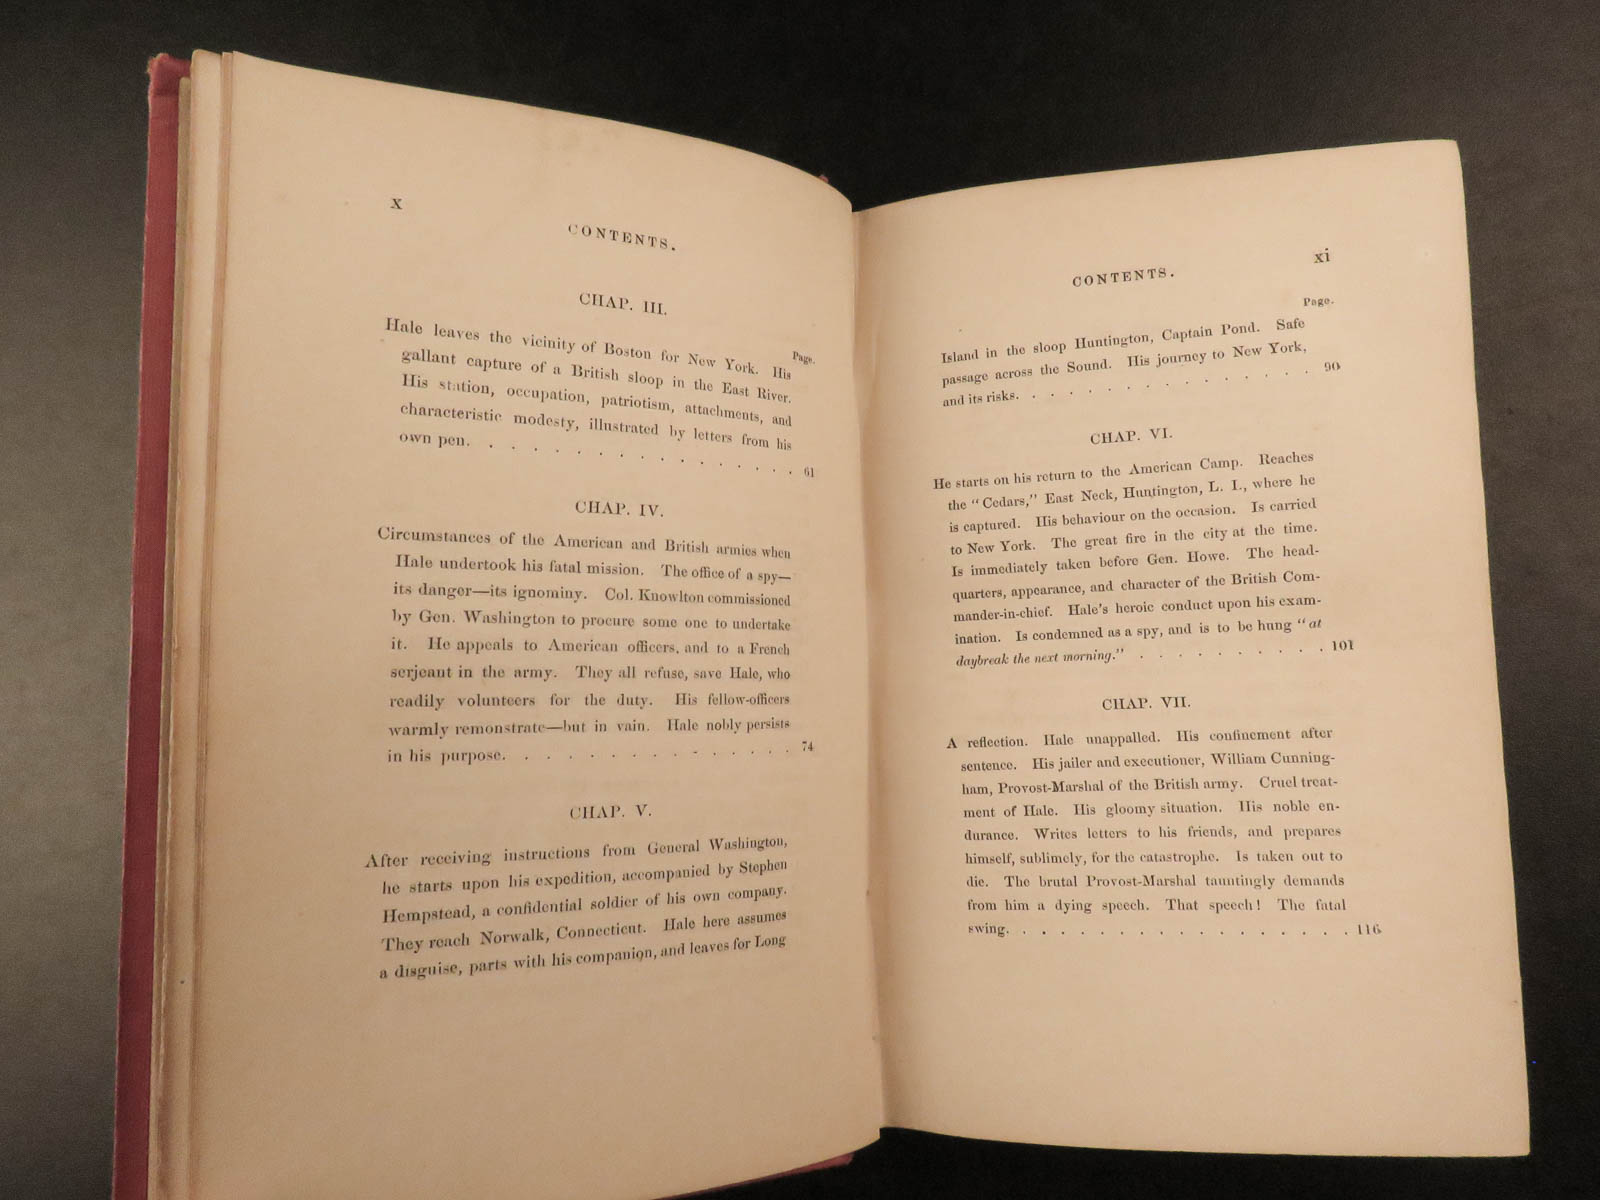 x
CONTENTS.
CHAP. III.
Page.
Hale leaves the vicinity of Boston for New York. His
gallant capture of a British sloop in the East River.
His station, occupation, patriotism, attachments, and
characteristic modesty, illustrated by letters from his
own pen. . . . . . . . . . . . . . . 61
CHAP. IV.
Circumstances of the American and British armies when
Hale undertook his fatal mission. The office of a spy—
its danger—its ignominy. Col. Knowlton commissioned
by Gen. Washington to procure some one to undertake
it. He appeals to American officers, and to a French
serjeant in the army. They all refuse, save Hale, who
readily volunteers for the duty. His fellow-officers
warmly remonstrate—but in vain. Hale nobly persists
in his purpose. . . . . . . . . . . . . 74
CHAP. V.
After receiving instructions from General Washington,
he starts upon his expedition, accompanied by Stephen
Hempstead, a confidential soldier of his own company.
They reach Norwalk, Connecticut. Hale here assumes
a disguise, parts with his companion, and leaves for Long
xi
CONTENTS.
Page.
Island in the sloop Huntington, Captain Pond. Safe
passage across the Sound. His journey to New York,
and its risks. . . . . . . . . . . . . . 90
CHAP. VI.
He starts on his return to the American Camp. Reaches
the "Cedars," East Neck, Huntington, L. I., where he
is captured. His behaviour on the occasion. Is carried
to New York. The great fire in the city at the time.
Is immediately taken before Gen. Howe. The head-
quarters, appearance, and character of the British Com-
mander-in-chief. Hale's heroic conduct upon his exam-
ination. Is condemned as a spy, and is to be hung "at
daybreak the next morning." . . . . . . . . . . 101
CHAP. VII.
A reflection. Hale unappalled. His confinement after
sentence. His jailer and executioner, William Cunning-
ham, Provost-Marshal of the British army. Cruel treat-
ment of Hale. His gloomy situation. His noble en-
durance. Writes letters to his friends, and prepares
himself, sublimely, for the catastrophe. Is taken out to
die. The brutal Provost-Marshal tauntingly demands
from him a dying speech. That speech! The fatal
swing. . . . . . . . . . . . . . . . . 116